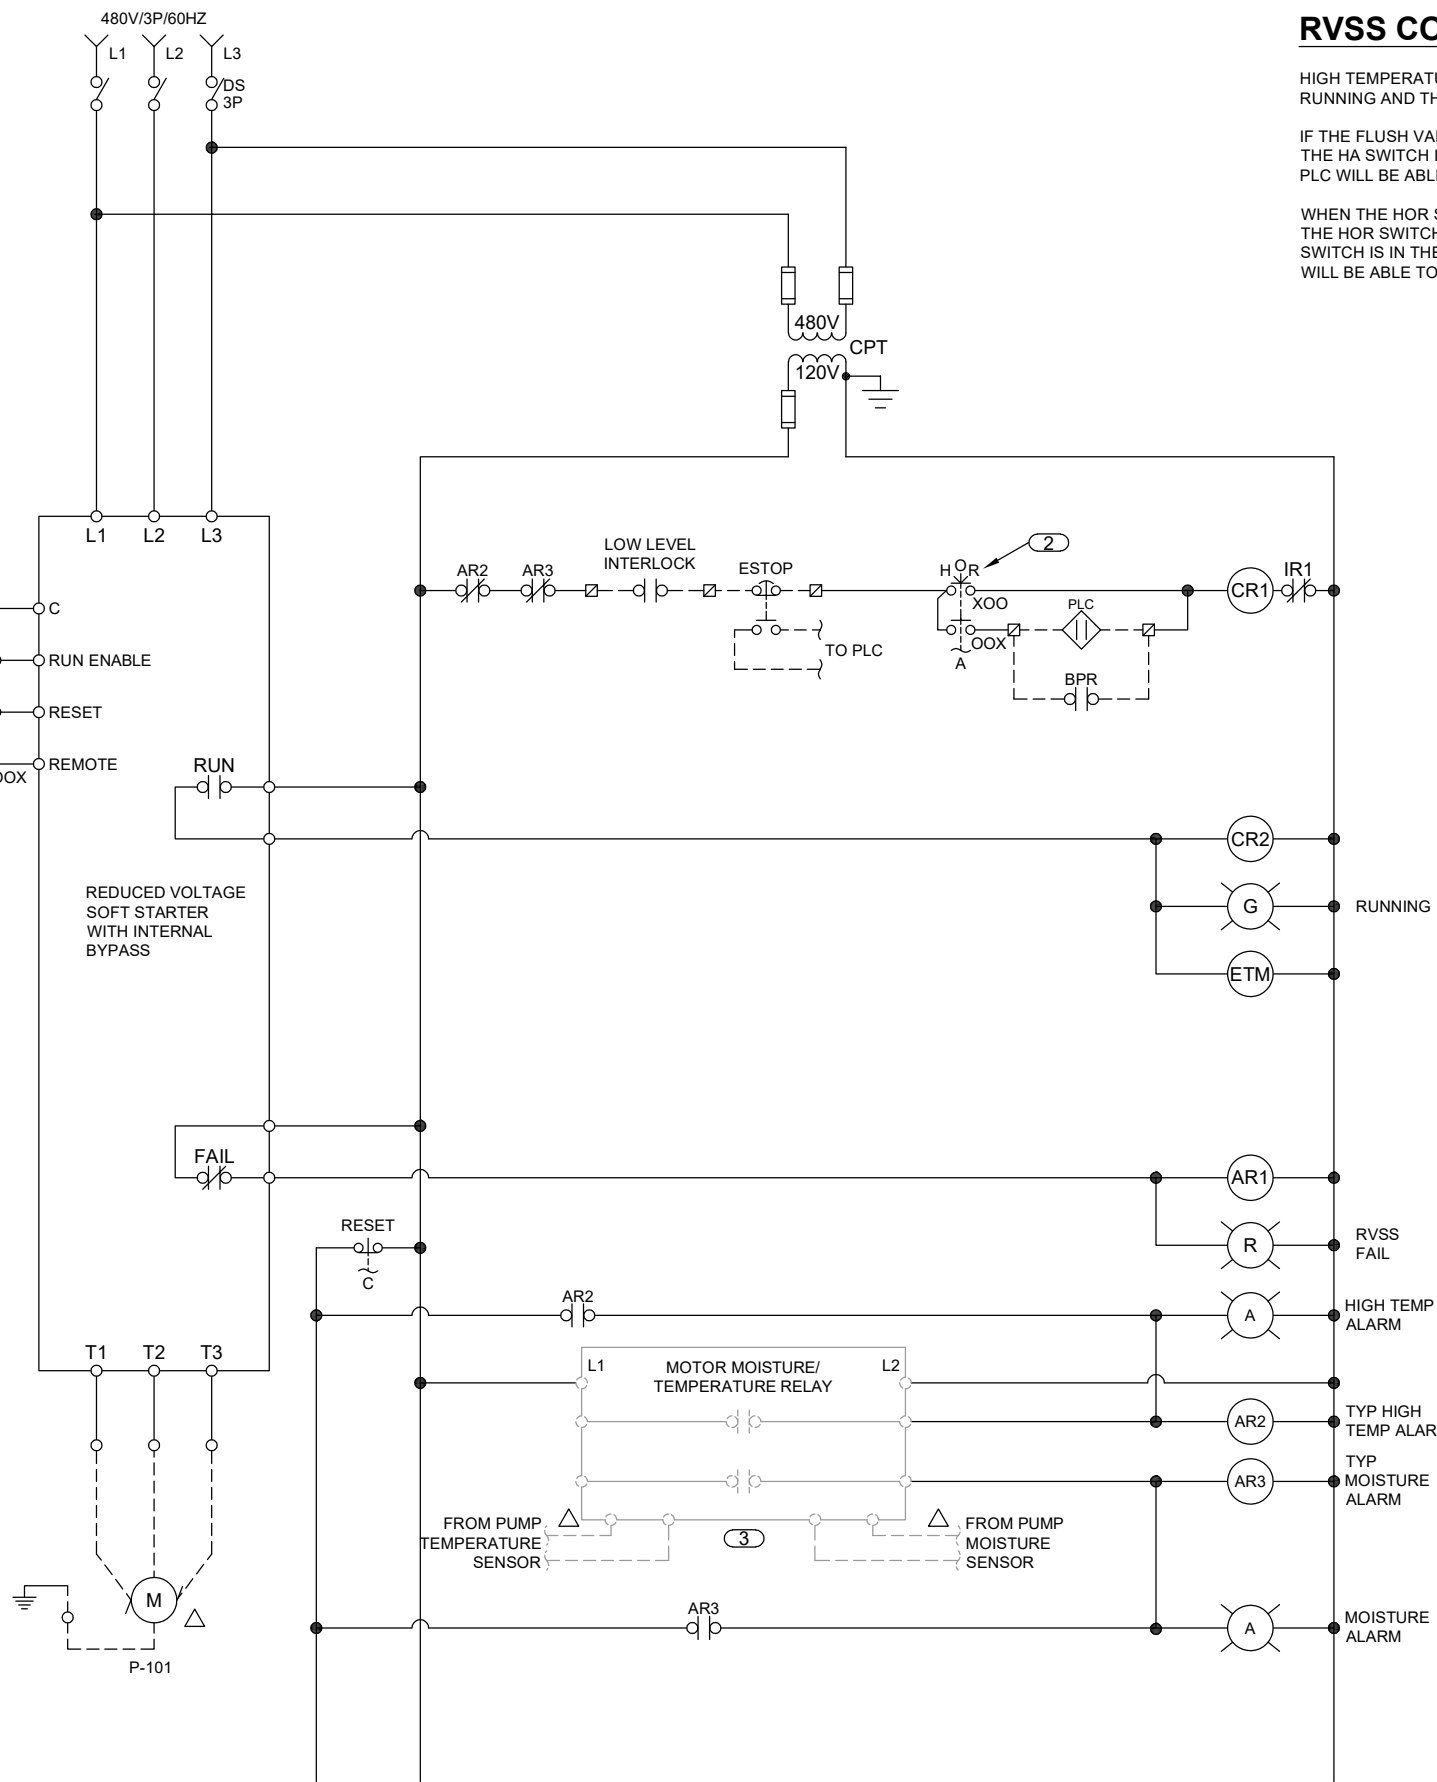 480V/3P/60HZ
L1
L2
L3
DS
3P
RVSS CO
HIGH TEMPERATU
RUNNING AND TH
IF THE FLUSH VA
THE HA SWITCH
PLC WILL BE ABL
WHEN THE HOR S
THE HOR SWITCH
SWITCH IS IN THE
WILL BE ABLE TO
480V
CPT
120V
L1
L2
L3
C
RUN ENABLE
RESET
REMOTE
OOX
RUN
REDUCED VOLTAGE
SOFT STARTER
WITH INTERNAL
BYPASS
FAIL
T1
T2
T3
M
P-101
AR2
AR3
LOW LEVEL
INTERLOCK
ESTOP
TO PLC
H O R
2
XOO
OOX
A
PLC
BPR
CR1
IR1
CR2
G
RUNNING
ETM
AR1
R
RVSS
FAIL
RESET
C
AR2
A
HIGH TEMP
ALARM
L1
MOTOR MOISTURE/
TEMPERATURE RELAY
L2
AR2
TYP HIGH
TEMP ALAR
AR3
TYP
MOISTURE
ALARM
FROM PUMP
TEMPERATURE
SENSOR
3
FROM PUMP
MOISTURE
SENSOR
AR3
A
MOISTURE
ALARM